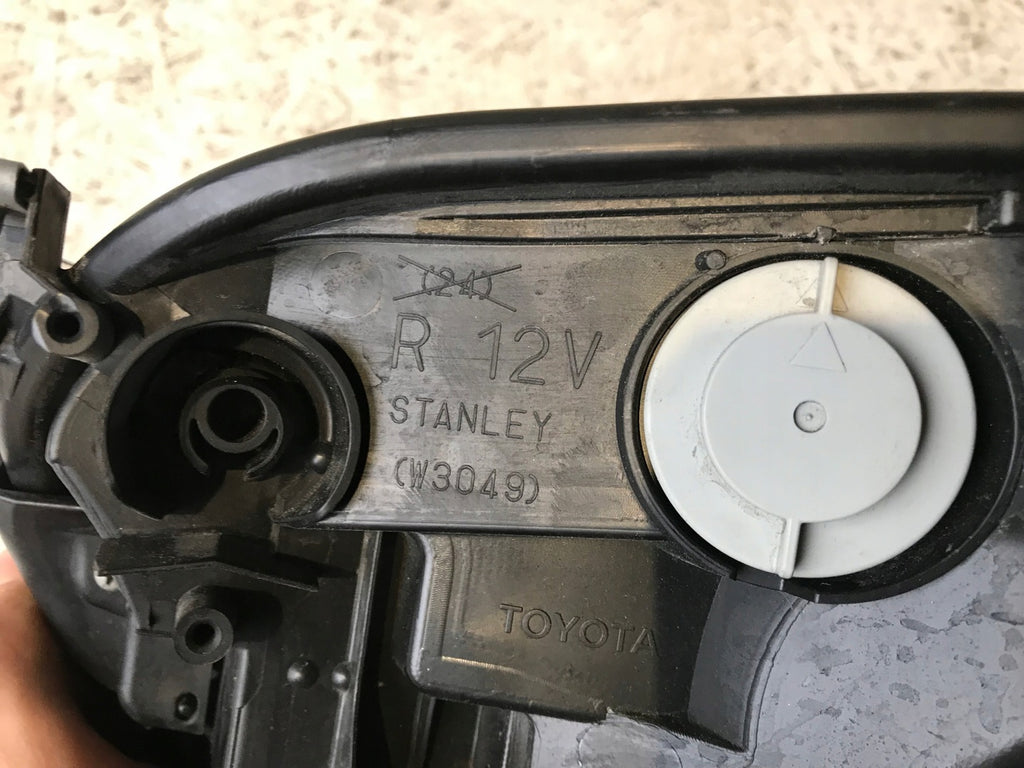 (24)
R 12V
STANLEY
(W3049)
TOYOTA